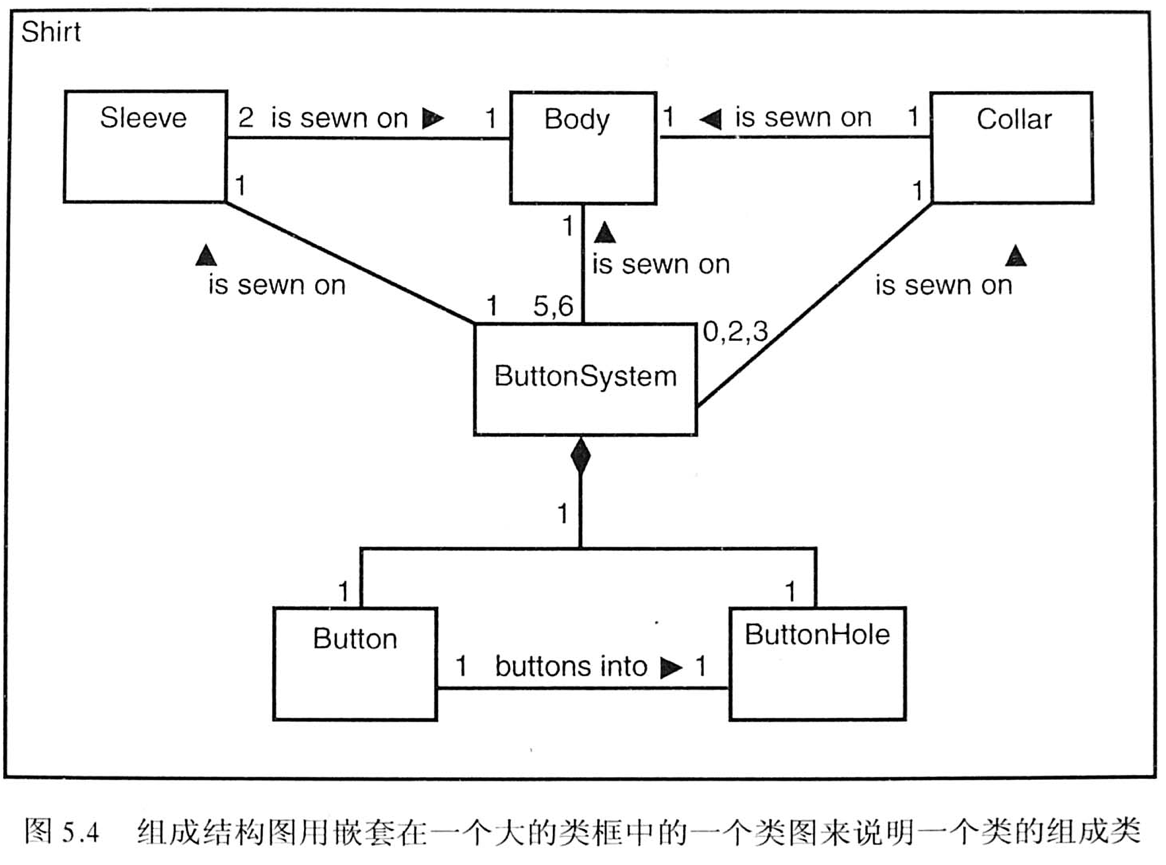 Shirt
Sleeve
2 is sewn on ▶ 1
Body
1 ◀ is sewn on 1
Collar
1
1
▲
is sewn on
1
▲
is sewn on
▲
is sewn on
1
5,6
0,2,3
ButtonSystem
1
1
1
Button
ButtonHole
1 buttons into ▶ 1
图 5.4 组成结构图用嵌套在一个大的类框中的一个类图来说明一个类的组成类